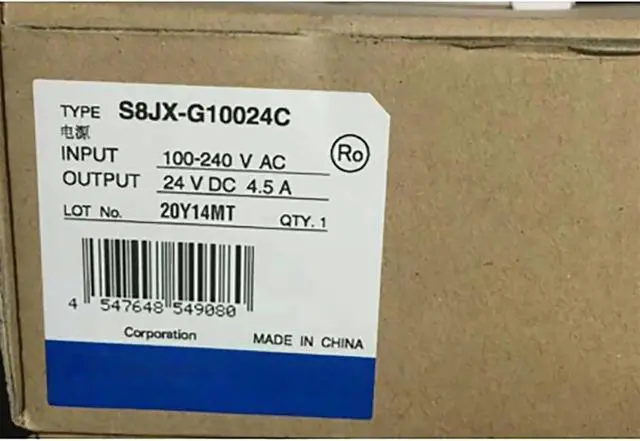 TYPE S8JX-G10024C
电源
INPUT 100-240 V AC
Ro
OUTPUT 24 V DC 4.5 A
LOT No. 20Y14MT QTY. 1
4 547648 549080
Corporation
MADE IN CHINA